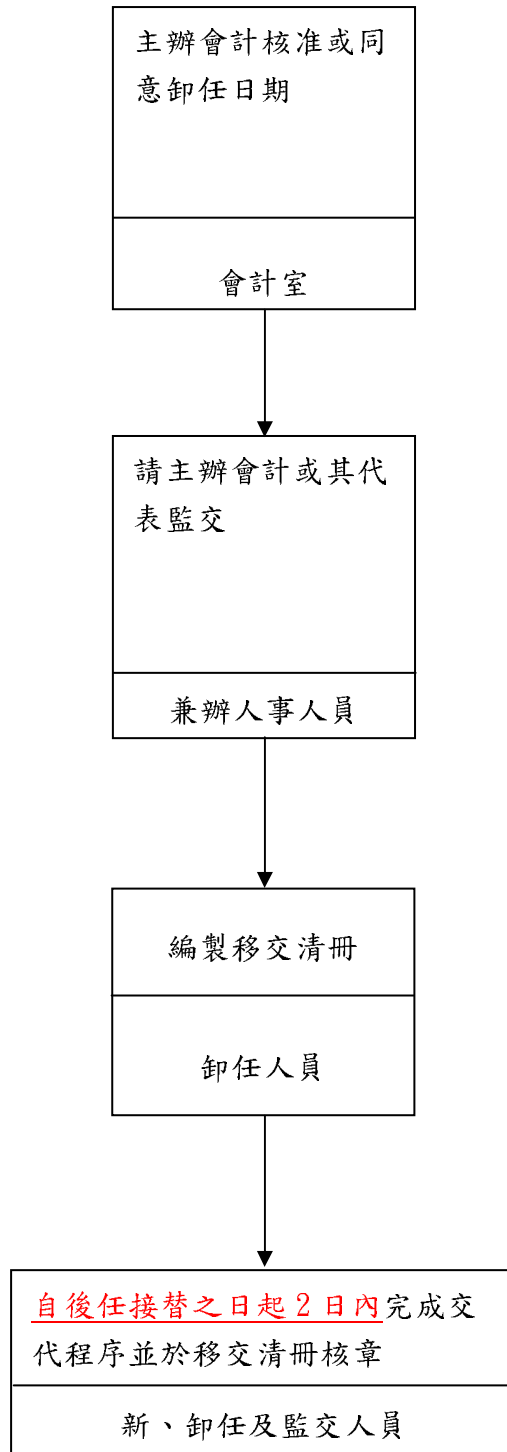 主辦會計核准或同
意卸任日期
會計室
請主辦會計或其代
表監交
兼辦人事人員
編製移交清冊
卸任人員
自後任接替之日起 2 日內完成交
代程序並於移交清冊核章
新、卸任及監交人員